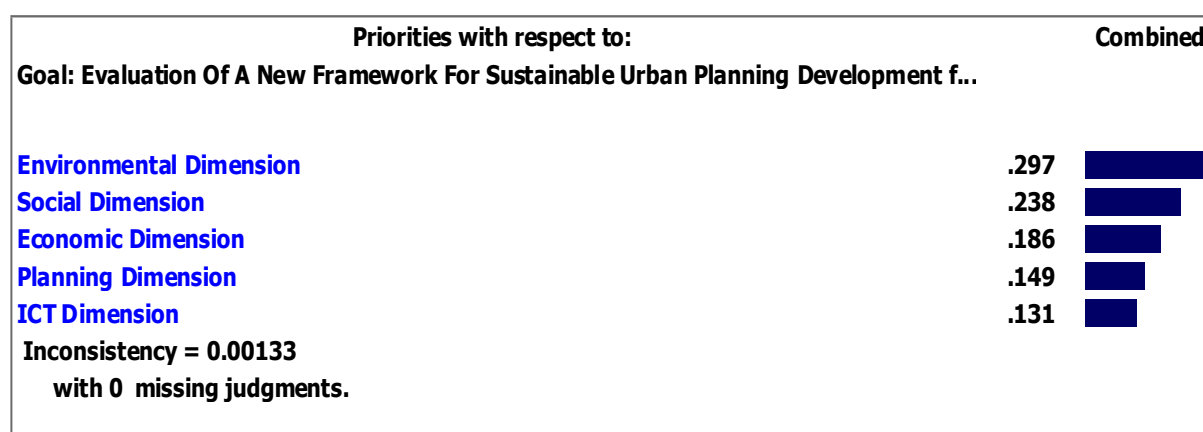 Priorities with respect to: Combined
Goal: Evaluation Of A New Framework For Sustainable Urban Planning Development f...
Environmental Dimension .297
Social Dimension .238
Economic Dimension .186
Planning Dimension .149
ICT Dimension .131
Inconsistency = 0.00133
with 0 missing judgments.